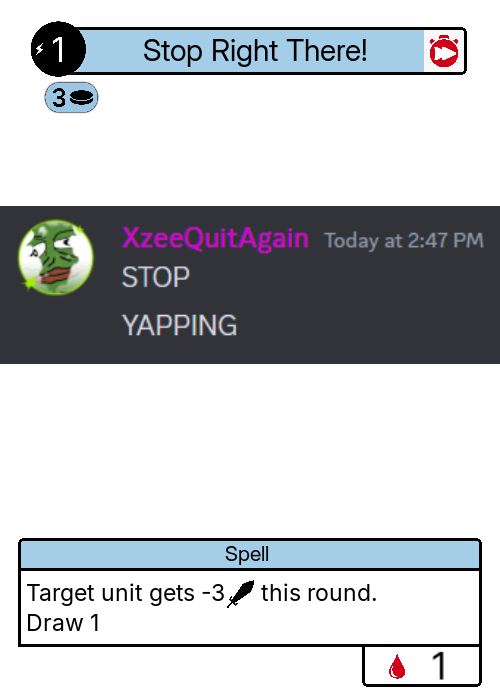 1 Stop Right There!
3
XzeeQuitAgain Today at 2:47 PM
STOP
YAPPING
Spell
Target unit gets -3 this round.
Draw 1
1